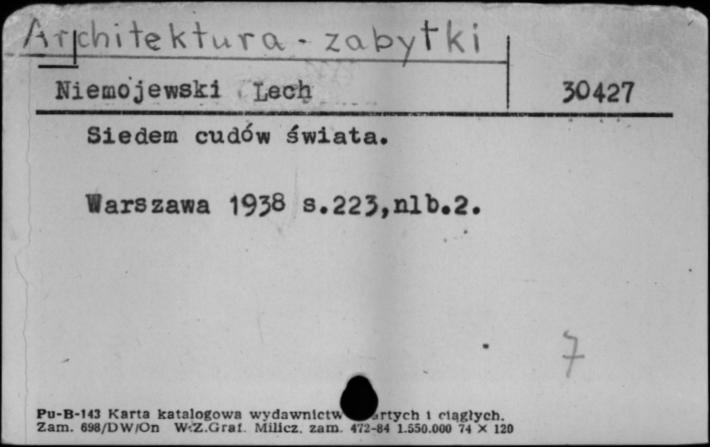 Architektura - zabytki
Niemojewski Lech 30427
Siedem cudów świata.
Warszawa 1938 s.223,nlb.2.
7
Pu-B-143 Karta katalogowa wydawnictw i ciągłych.
Zam. 698/DW/On W.Z.Graf. Milicz. zam. 472-84 1.550.000 74 × 120